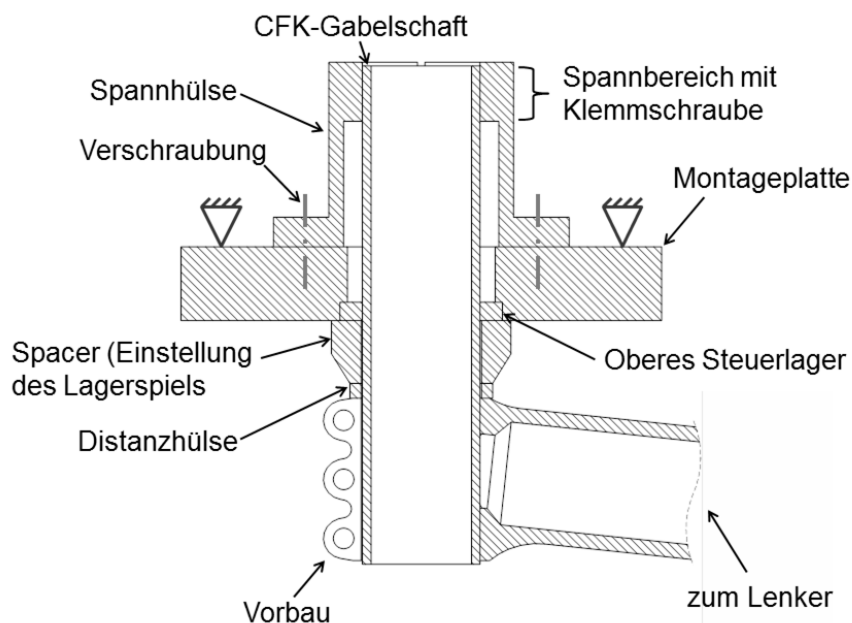 CFK-Gabelschaft
Spannhülse
Spannbereich mit
Klemmschraube
Verschraubung
Montageplatte
Spacer (Einstellung
des Lagerspiels
Oberes Steuerlager
Distanzhülse
zum Lenker
Vorbau